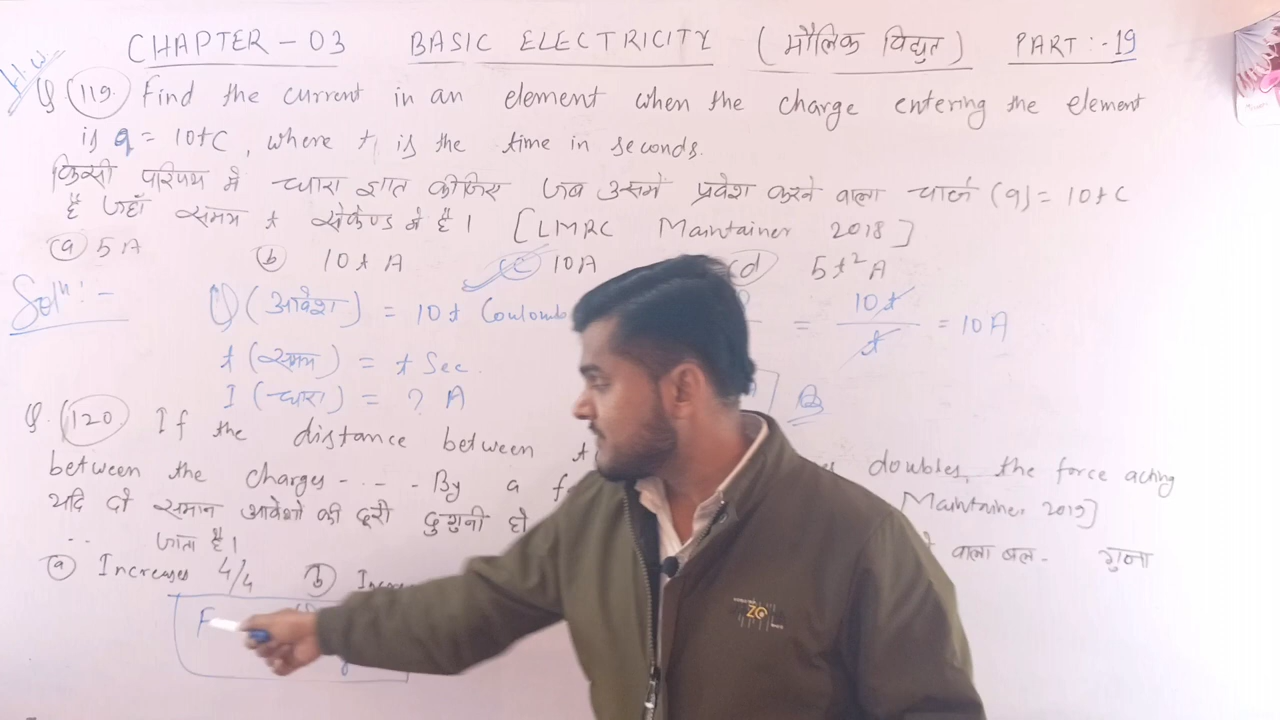 CHAPTER - 03 BASIC ELECTRICITY (मौलिक विद्युत) PART :- 19
H.W
Q. 119. Find the current in an element when the charge entering the element
is q = 10tC, where t is the time in seconds.
किसी परिपथ में धारा ज्ञात कीजिए जब उसमें प्रवेश करने वाला चार्ज (q) = 10tC
है जहाँ समय t सेकेण्ड में है। [LMRC Maintainer 2018]
(a) 5A (b) 10tA (c) 10A (d) 5t²A
Solⁿ :- Q (आवेश) = 10t Coulomb = 10t/t = 10A
t (समय) = t Sec.
I (धारा) = ? A
Q. 120 If the distance between doubles, the force acting
between the charges - - - - By a Maintainer 2019]
यदि दो समान आवेशों की दूरी दुगुनी हो वाला बल - गुना
जाता है।
(a) Increases 4/4 (b)
F
ZO